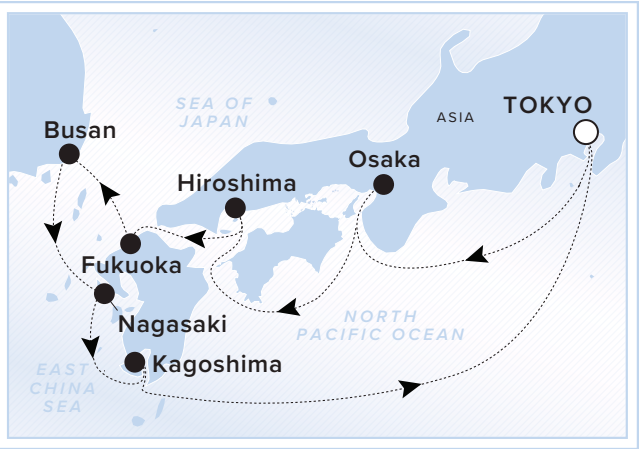 SEA OF
JAPAN
ASIA
TOKYO
Busan
Osaka
Hiroshima
Fukuoka
Nagasaki
NORTH
PACIFIC OCEAN
Kagoshima
EAST
CHINA
SEA